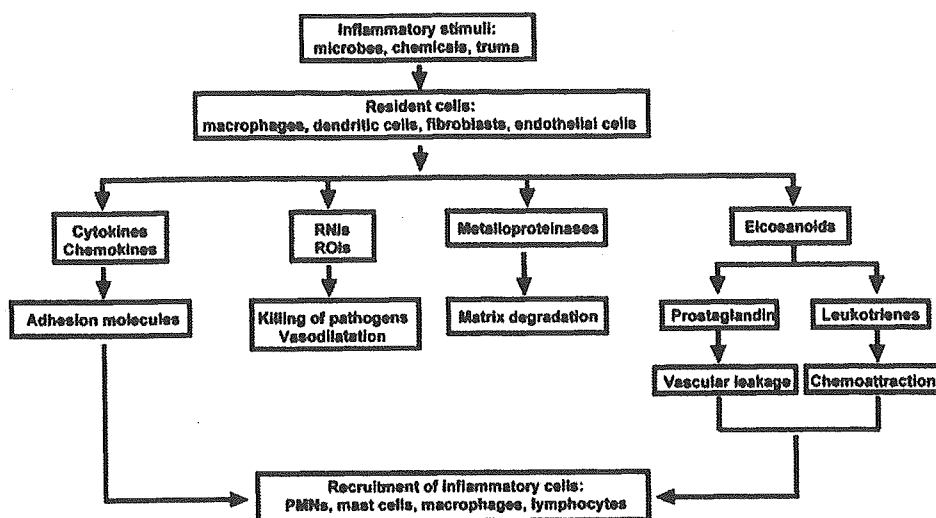 Inflammatory stimuli:
microbes, chemicals, truma
Resident cells:
macrophages, dendritic cells, fibroblasts, endothelial cells
Cytokines
Chemokines
RNIs
ROIs
Metalloproteinases
Eicosanoids
Adhesion molecules
Killing of pathogens
Vasodilatation
Matrix degradation
Prostaglandin
Leukotrienes
Vascular leakage
Chemoattraction
Recruitment of inflammatory cells:
PMNs, mast cells, macrophages, lymphocytes